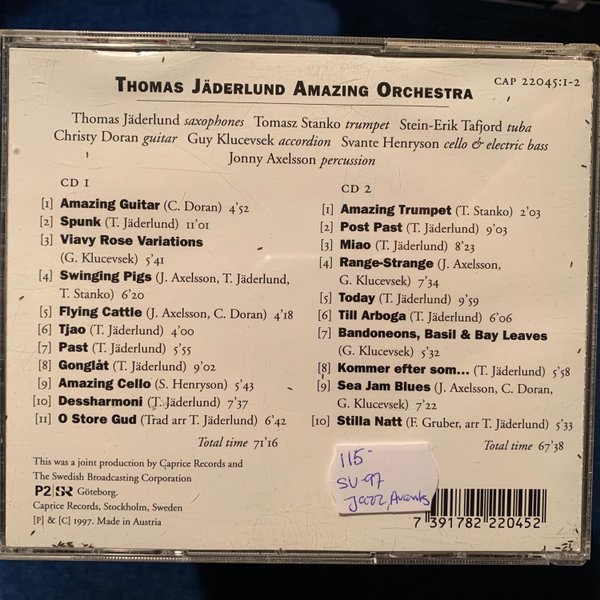 THOMAS JÄDERLUND AMAZING ORCHESTRA
CAP 22045:1-2
Thomas Jäderlund saxophones Tomasz Stanko trumpet Stein-Erik Tafjord tuba
Christy Doran guitar Guy Klucevsek accordion Svante Henryson cello & electric bass
Jonny Axelsson percussion
CD 1
[1] Amazing Guitar (C. Doran) 4'52
[2] Spunk (T. Jäderlund) 11'01
[3] Viavy Rose Variations
(G. Klucevsek) 5'41
[4] Swinging Pigs (J. Axelsson, T. Jäderlund,
T. Stanko) 6'20
[5] Flying Cattle (J. Axelsson, C. Doran) 4'18
[6] Tjao (T. Jäderlund) 4'00
[7] Past (T. Jäderlund) 5'55
[8] Gonglåt (T. Jäderlund) 9'02
[9] Amazing Cello (S. Henryson) 5'43
[10] Dessharmoni (T. Jäderlund) 7'37
[11] O Store Gud (Trad arr T. Jäderlund) 6'42
Total time 71'16
CD 2
[1] Amazing Trumpet (T. Stanko) 2'03
[2] Post Past (T. Jäderlund) 9'03
[3] Miao (T. Jäderlund) 8'23
[4] Range-Strange (J. Axelsson,
G. Klucevsek) 7'34
[5] Today (T. Jäderlund) 9'59
[6] Till Arboga (T. Jäderlund) 6'06
[7] Bandoneons, Basil & Bay Leaves
(G. Klucevsek) 5'32
[8] Kommer efter som... (T. Jäderlund) 5'58
[9] Sea Jam Blues (J. Axelsson, C. Doran,
G. Klucevsek) 7'22
[10] Stilla Natt (F. Gruber, arr T. Jäderlund) 5'33
Total time 67'38
This was a joint production by Caprice Records and
The Swedish Broadcasting Corporation
P2 SR Göteborg.
Caprice Records, Stockholm, Sweden
[P] & [C] 1997. Made in Austria
115-
SV-97
Jazz, Avantg
7 391782 220452